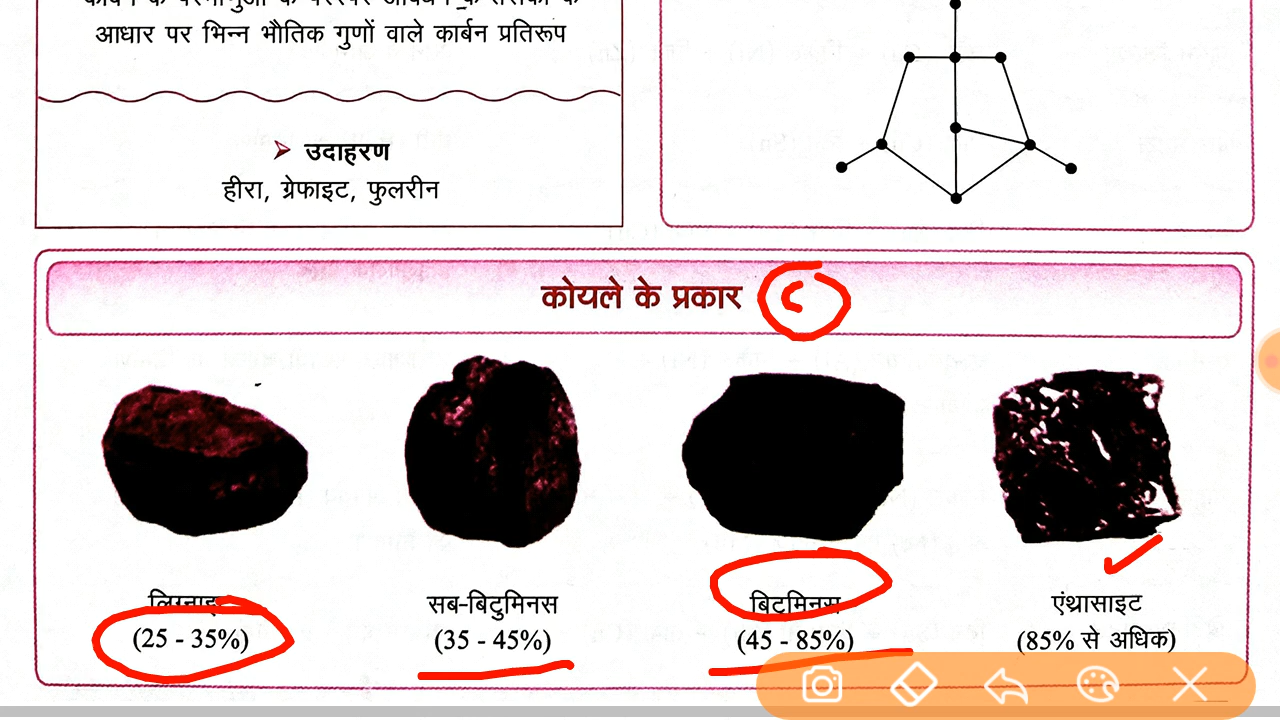 आधार पर भिन्न भौतिक गुणों वाले कार्बन प्रतिरूप
➤ उदाहरण
हीरा, ग्रेफाइट, फुलरीन
कोयले के प्रकार C
लिग्नाइट
(25 - 35%)
सब-बिटुमिनस
(35 - 45%)
बिटुमिनस
(45 - 85%)
एंथ्रासाइट
(85% से अधिक)